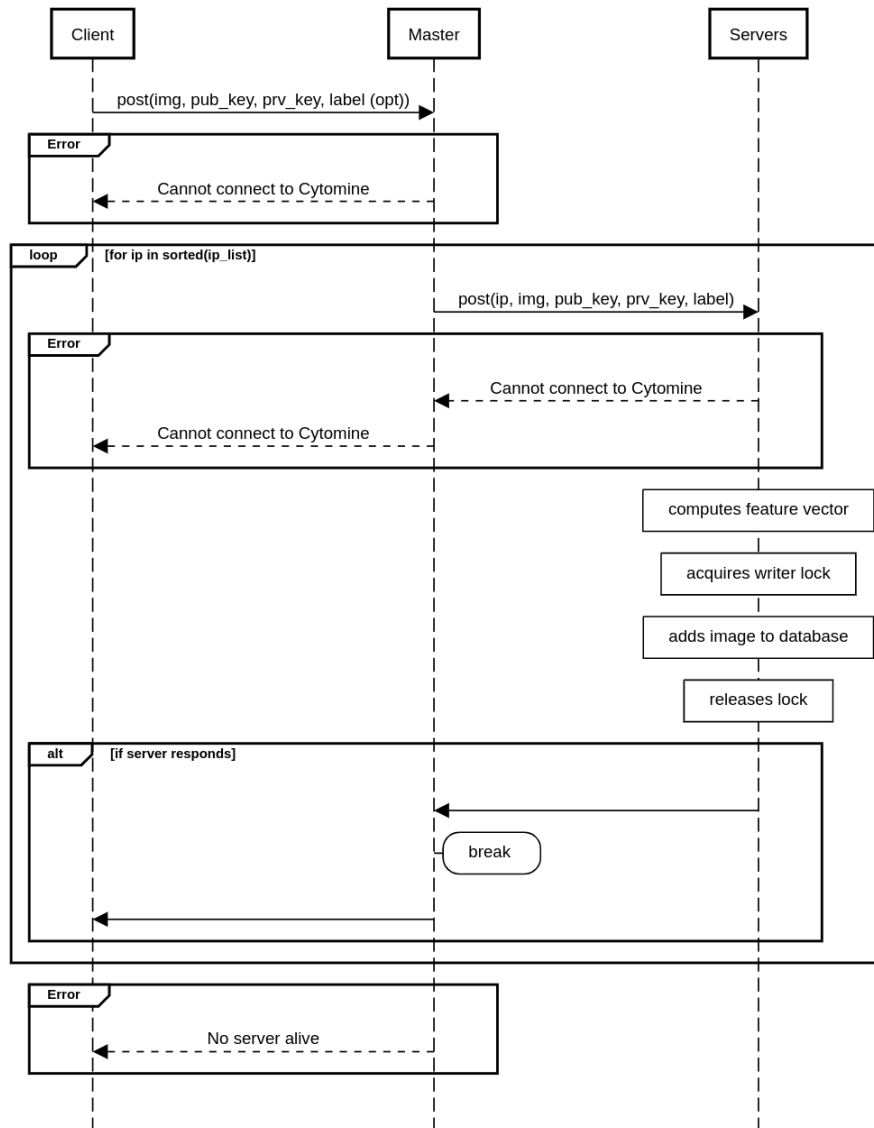 Client
Master
Servers
post(img, pub_key, prv_key, label (opt))
Error
Cannot connect to Cytomine
loop
[for ip in sorted(ip_list)]
post(ip, img, pub_key, prv_key, label)
Error
Cannot connect to Cytomine
Cannot connect to Cytomine
computes feature vector
acquires writer lock
adds image to database
releases lock
alt
[if server responds]
break
Error
No server alive